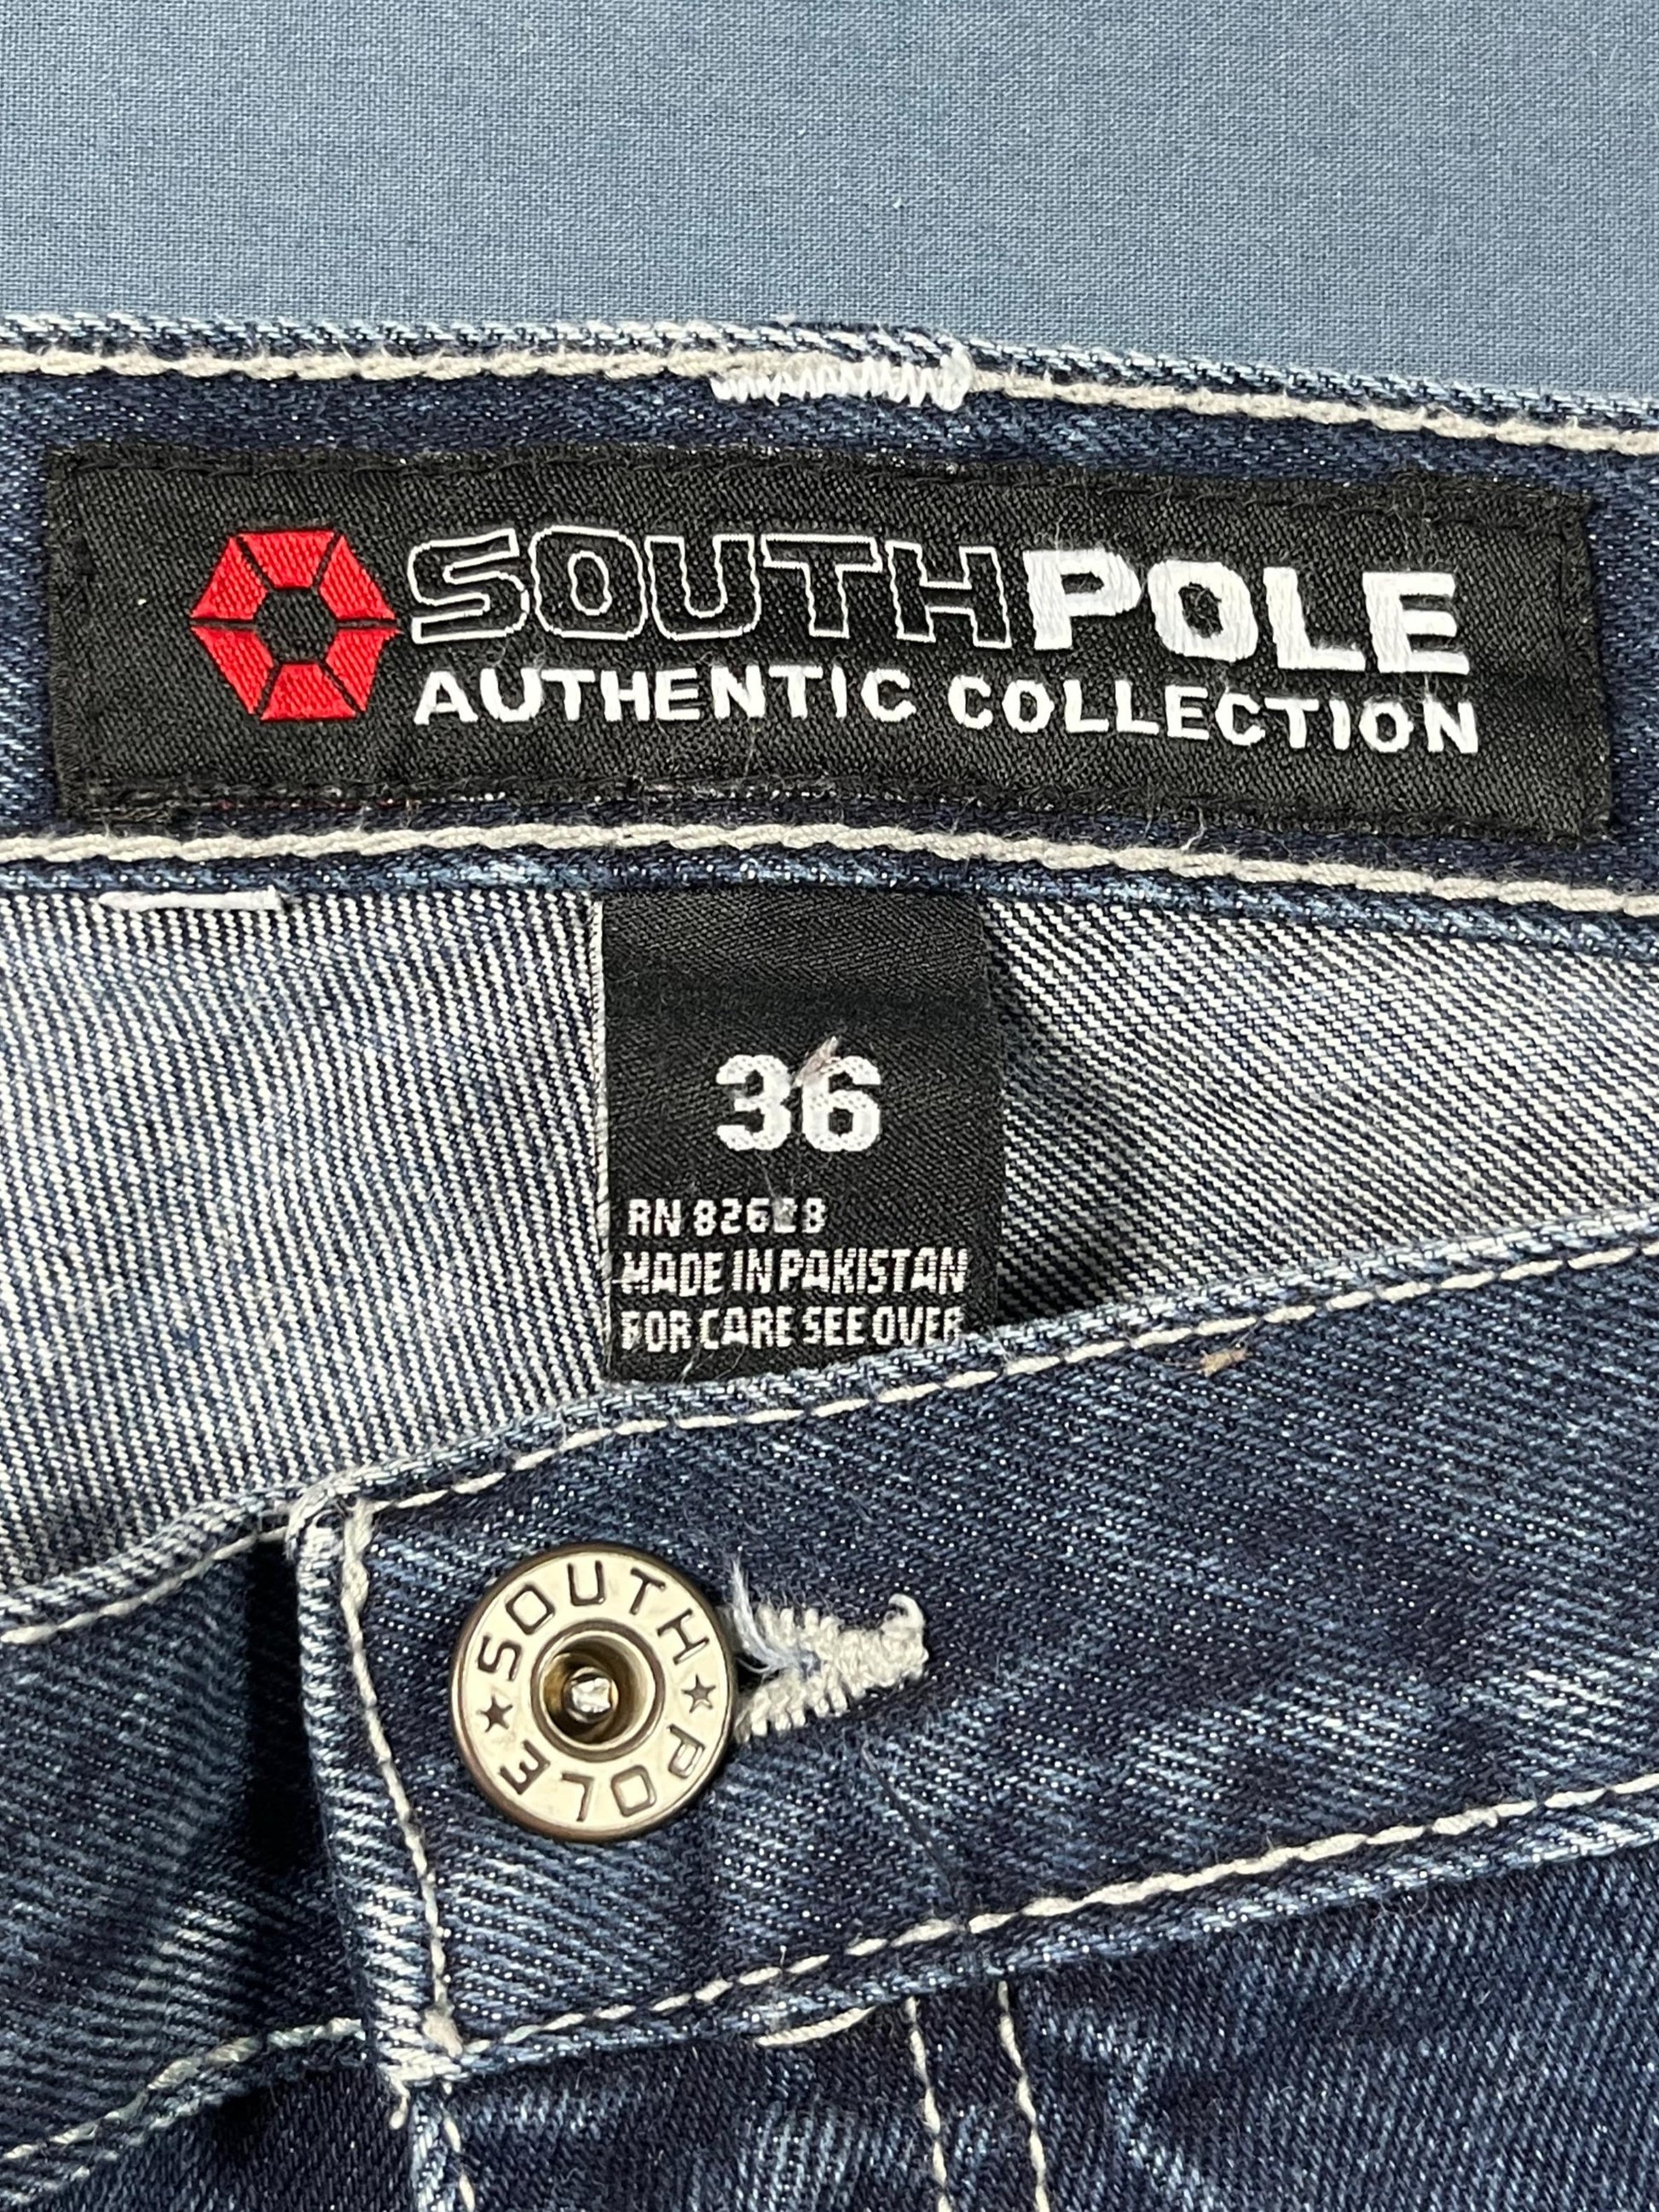 SOUTHPOLE
AUTHENTIC COLLECTION
36
RN 82628
MADE IN PAKISTAN
FOR CARE SEE OVER
SOUTH ★ POLE ★